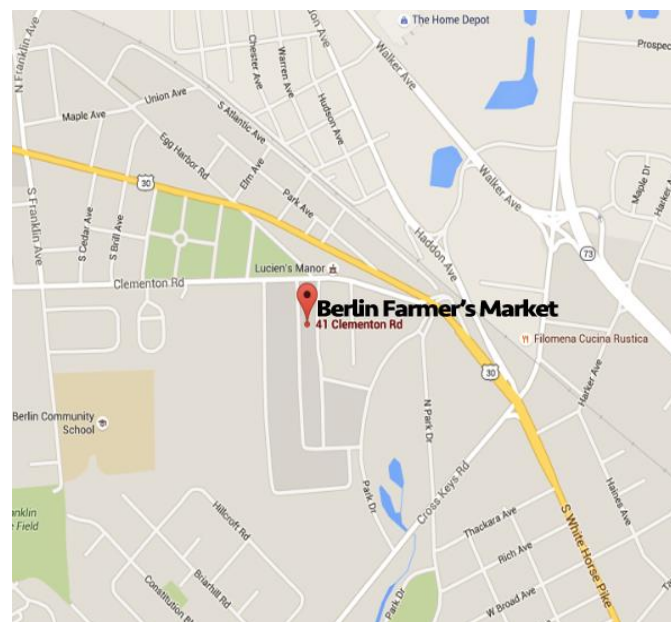 The Home Depot
Prospec
N Franklin Ave
Chester Ave
Warren Ave
Haddon Ave
Walker Ave
Union Ave
Maple Ave
S Atlantic Ave
Hudson Ave
Egg Harbor Rd
Elm Ave
Maple Dr
Harker A
30
Park Ave
Walker Ave
S Franklin Ave
S Cedar Ave
S Brill Ave
Haddon Ave
73
Lucien's Manor
Clementon Rd
Berlin Farmer's Market
41 Clementon Rd
Filomena Cucina Rustica
30
Harker Ave
N Park Dr
Berlin Community
School
Cross Keys Rd
Park Dr
Haines Ave
anklin
e Field
Hillcroft Rd
Thackara Ave
S White Horse Pike
Rich Ave
Briarhill Rd
Constitution Bl
Park Dr
W Broad Ave